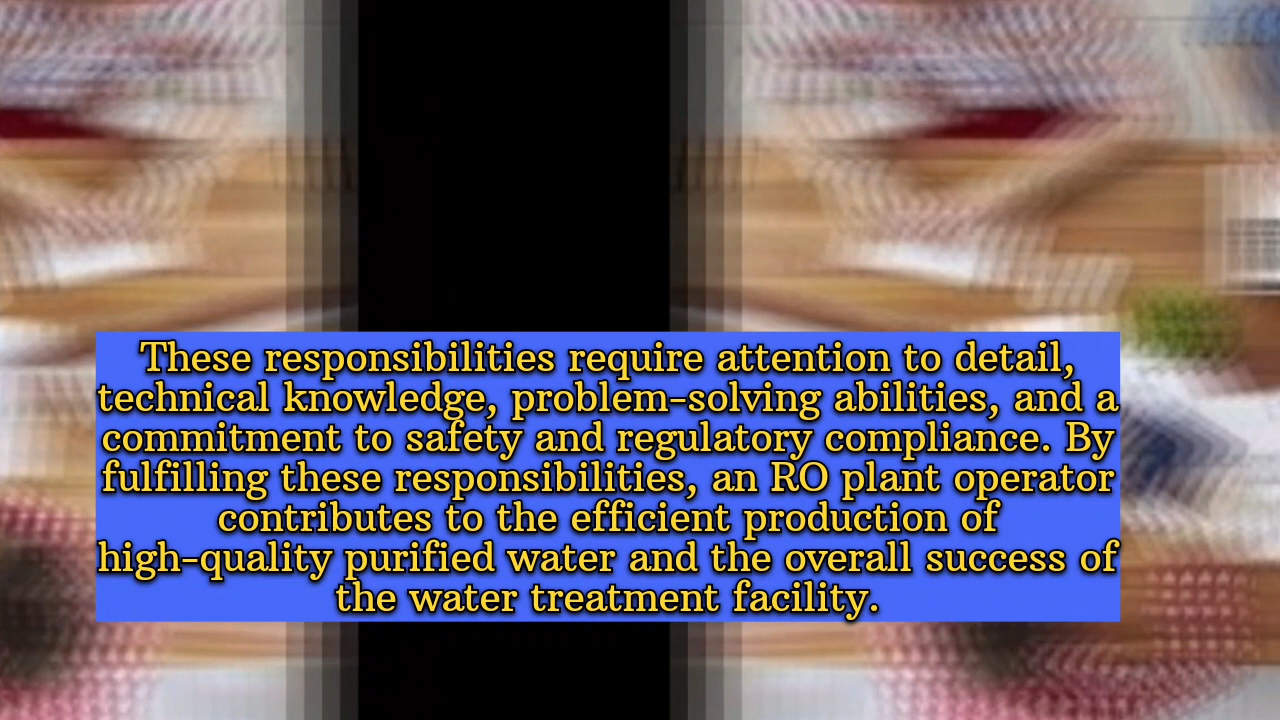 These responsibilities require attention to detail,
technical knowledge, problem-solving abilities, and a
commitment to safety and regulatory compliance. By
fulfilling these responsibilities, an RO plant operator
contributes to the efficient production of
high-quality purified water and the overall success of
the water treatment facility.